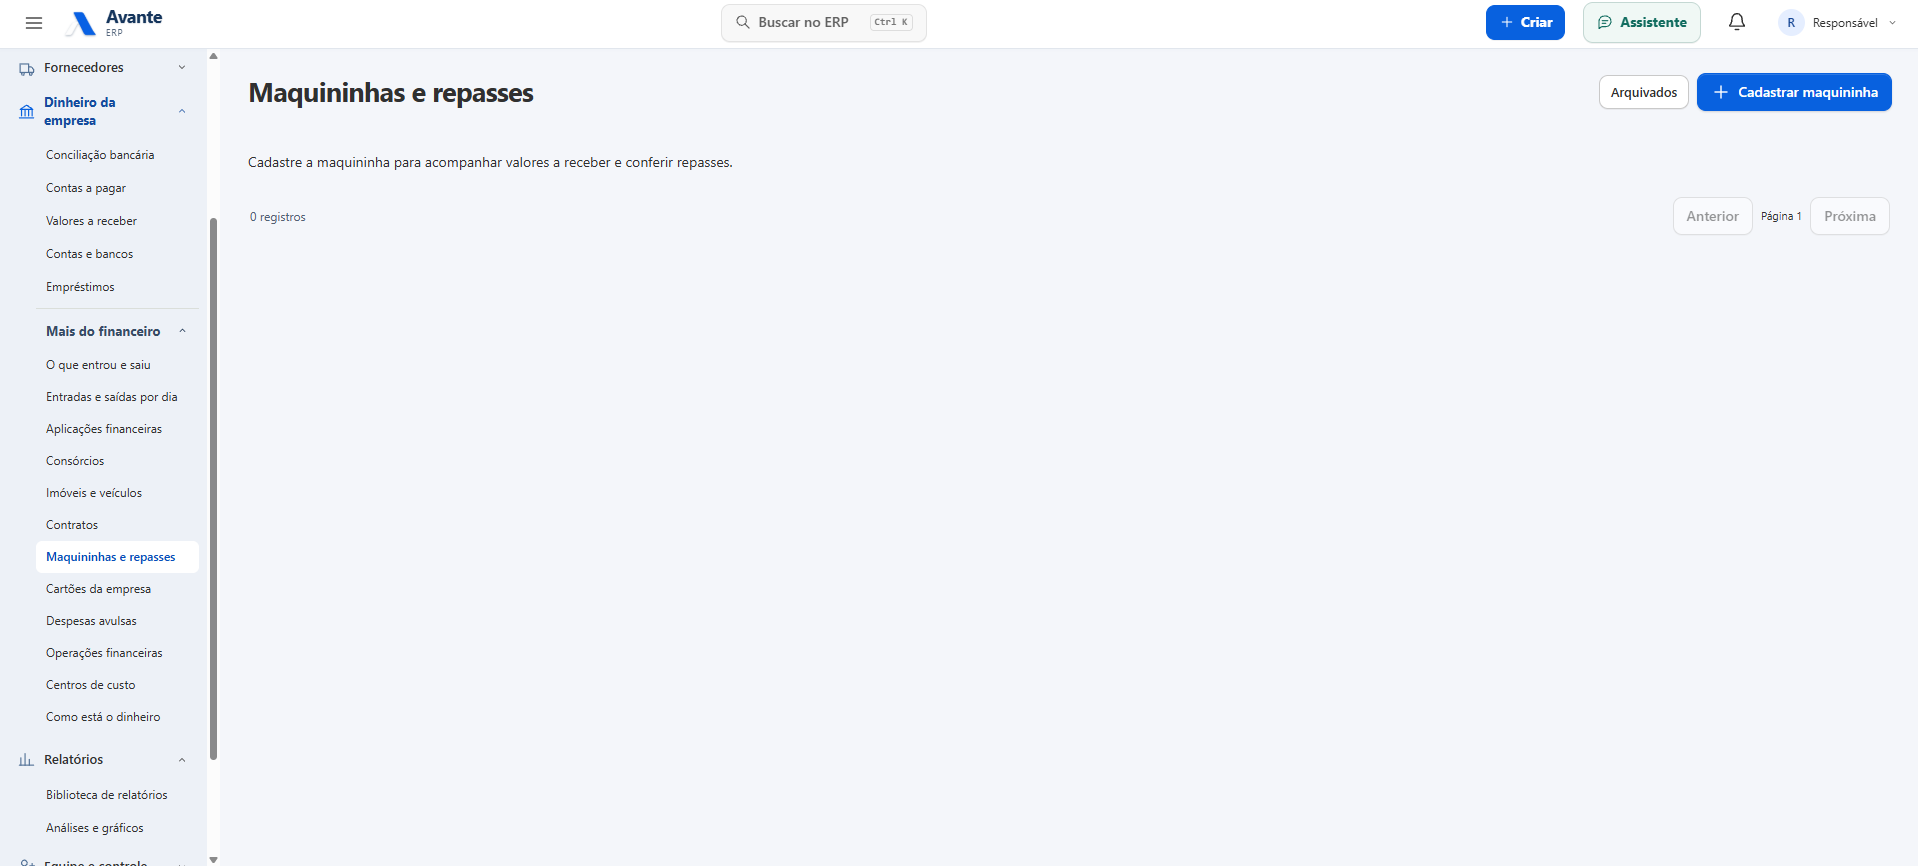 Avante
ERP
Buscar no ERP
Ctrl K
+ Criar
Assistente
R
Responsável
Fornecedores
Dinheiro da
empresa
Conciliação bancária
Contas a pagar
Valores a receber
Contas e bancos
Empréstimos
Mais do financeiro
O que entrou e saiu
Entradas e saídas por dia
Aplicações financeiras
Consórcios
Imóveis e veículos
Contratos
Maquininhas e repasses
Cartões da empresa
Despesas avulsas
Operações financeiras
Centros de custo
Como está o dinheiro
Relatórios
Biblioteca de relatórios
Análises e gráficos
Equipe e controle
Maquininhas e repasses
Arquivados
+ Cadastrar maquininha
Cadastre a maquininha para acompanhar valores a receber e conferir repasses.
0 registros
Anterior
Página 1
Próxima